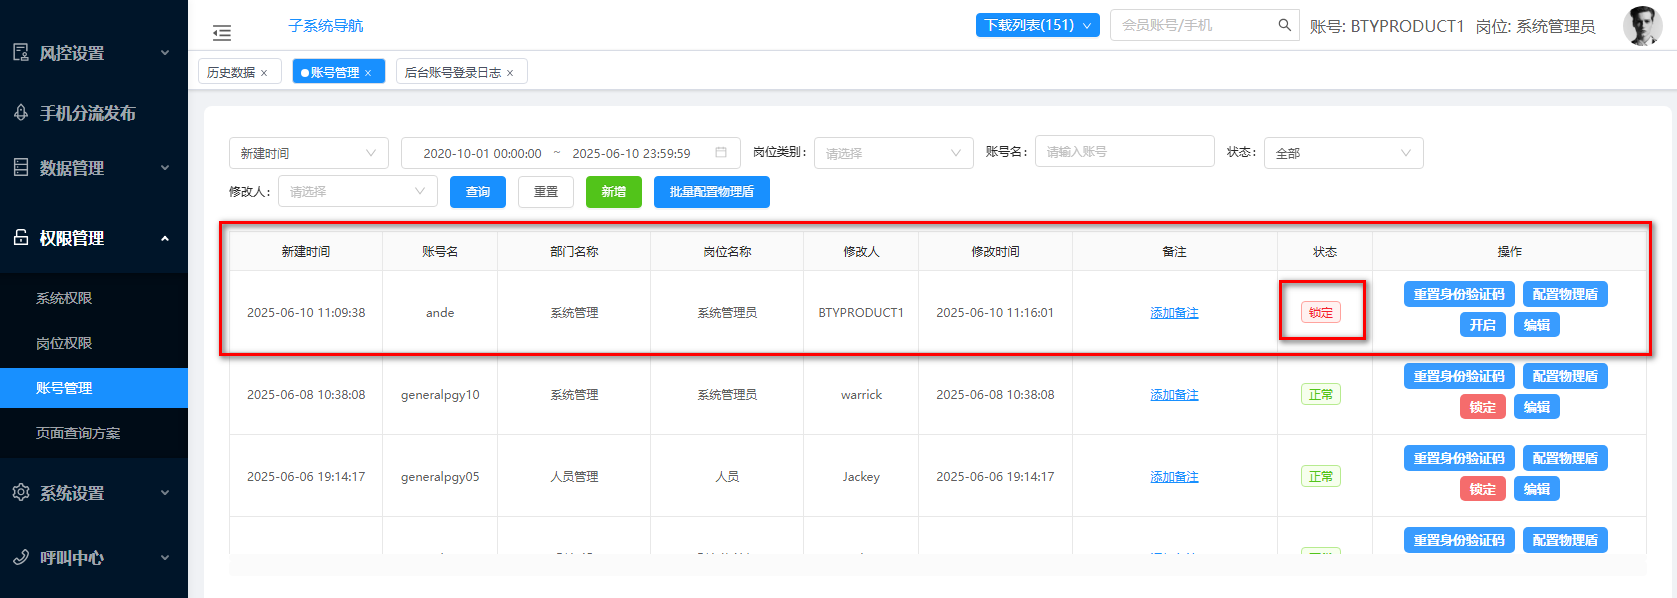 子系统导航
下载列表(151)
会员账号/手机
账号: BTYPRODUCT1 岗位: 系统管理员
历史数据 ×
账号管理 ×
后台账号登录日志 ×
风控设置
手机分流发布
数据管理
权限管理
系统权限
岗位权限
账号管理
页面查询方案
系统设置
呼叫中心
新建时间 2020-10-01 00:00:00 ~ 2025-06-10 23:59:59 岗位类别: 请选择 账号名: 请输入账号 状态: 全部
修改人: 请选择 查询 重置 新增 批量配置物理盾
新建时间 账号名 部门名称 岗位名称 修改人 修改时间 备注 状态 操作
2025-06-10 11:09:38 ande 系统管理 系统管理员 BTYPRODUCT1 2025-06-10 11:16:01 添加备注 锁定
重置身份验证码 配置物理盾
开启 编辑
2025-06-08 10:38:08 generalpgy10 系统管理 系统管理员 warrick 2025-06-08 10:38:08 添加备注 正常
重置身份验证码 配置物理盾
锁定 编辑
2025-06-06 19:14:17 generalpgy05 人员管理 人员 Jackey 2025-06-06 19:14:17 添加备注 正常
重置身份验证码 配置物理盾
锁定 编辑
重置身份验证码 配置物理盾